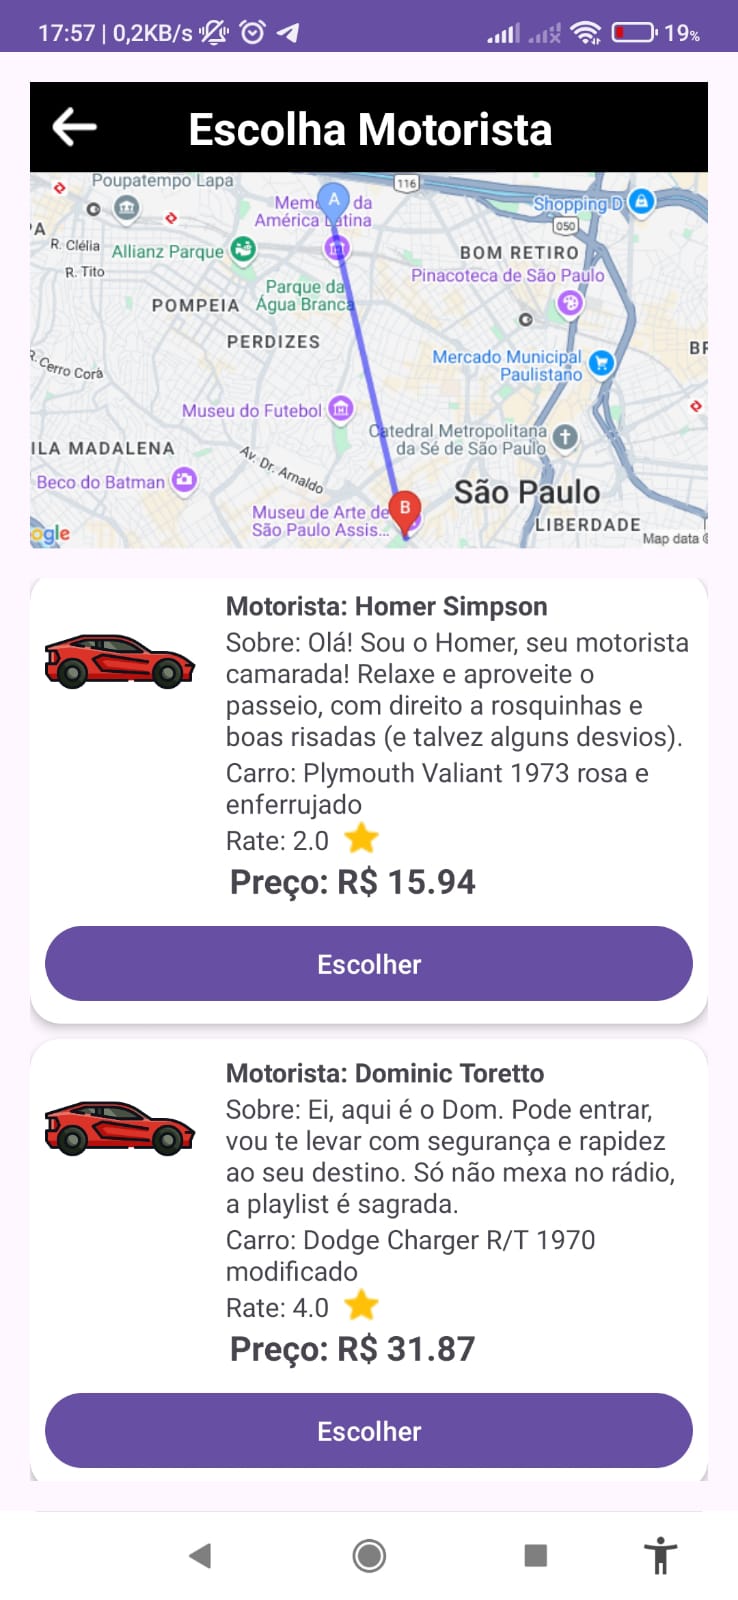 17:57 | 0,2KB/s
19%
Escolha Motorista
Poupatempo Lapa
116
A
Memo da
América Latina
Shopping D
050
PA
R. Clélia
Allianz Parque
BOM RETIRO
R. Tito
Pinacoteca de São Paulo
Parque da
Água Branca
POMPEIA
PERDIZES
BR
Mercado Municipal
Paulistano
R. Cerro Corá
Museu do Futebol
Catedral Metropolitana
da Sé de São Paulo
ILA MADALENA
Av. Dr. Arnaldo
Beco do Batman
São Paulo
B
Museu de Arte de
São Paulo Assis...
LIBERDADE
ogle
Map data ©
Motorista: Homer Simpson
Sobre: Olá! Sou o Homer, seu motorista
camarada! Relaxe e aproveite o
passeio, com direito a rosquinhas e
boas risadas (e talvez alguns desvios).
Carro: Plymouth Valiant 1973 rosa e
enferrujado
Rate: 2.0
Preço: R$ 15.94
Escolher
Motorista: Dominic Toretto
Sobre: Ei, aqui é o Dom. Pode entrar,
vou te levar com segurança e rapidez
ao seu destino. Só não mexa no rádio,
a playlist é sagrada.
Carro: Dodge Charger R/T 1970
modificado
Rate: 4.0
Preço: R$ 31.87
Escolher